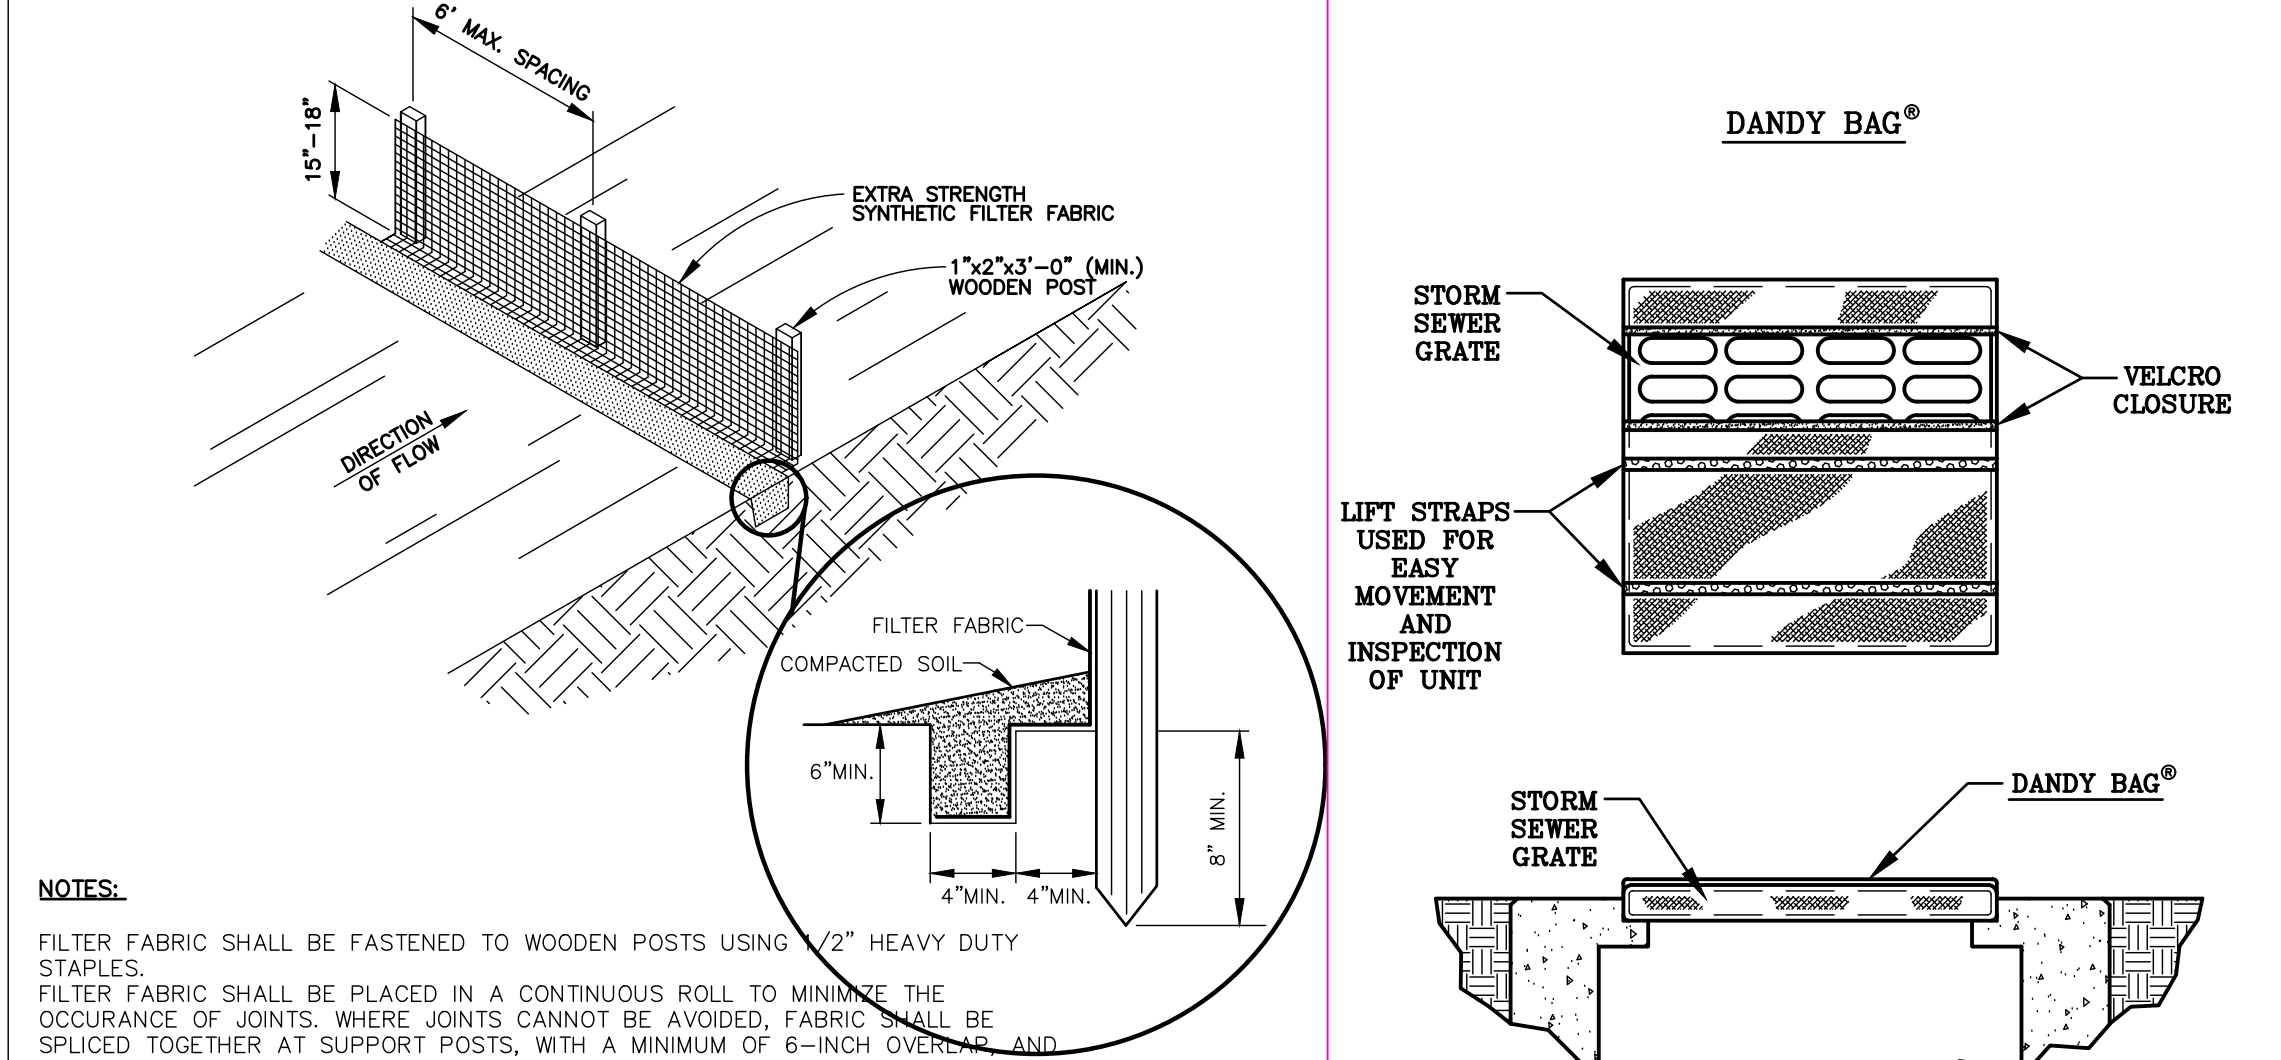 6' MAX. SPACING
15"-18"
EXTRA STRENGTH
SYNTHETIC FILTER FABRIC
1"x2"x3'-0" (MIN.)
WOODEN POST
DIRECTION
OF FLOW
FILTER FABRIC
COMPACTED SOIL
6"MIN.
4"MIN.
4"MIN.
8" MIN.
NOTES:
FILTER FABRIC SHALL BE FASTENED TO WOODEN POSTS USING 1/2" HEAVY DUTY
STAPLES.
FILTER FABRIC SHALL BE PLACED IN A CONTINUOUS ROLL TO MINIMIZE THE
OCCURANCE OF JOINTS. WHERE JOINTS CANNOT BE AVOIDED, FABRIC SHALL BE
SPLICED TOGETHER AT SUPPORT POSTS, WITH A MINIMUM OF 6-INCH OVERLAP, AND
DANDY BAG®
STORM
SEWER
GRATE
VELCRO
CLOSURE
LIFT STRAPS
USED FOR
EASY
MOVEMENT
AND
INSPECTION
OF UNIT
DANDY BAG®
STORM
SEWER
GRATE